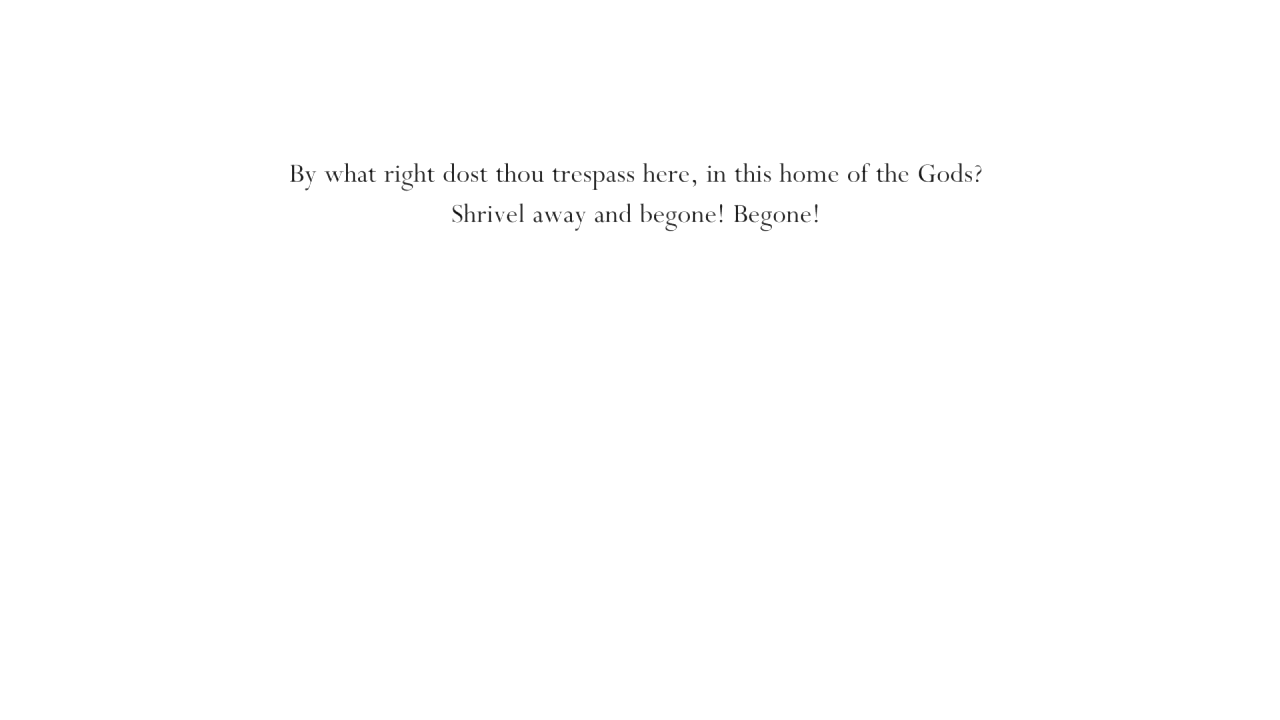 By what right dost thou trespass here, in this home of the Gods?
Shrivel away and begone! Begone!